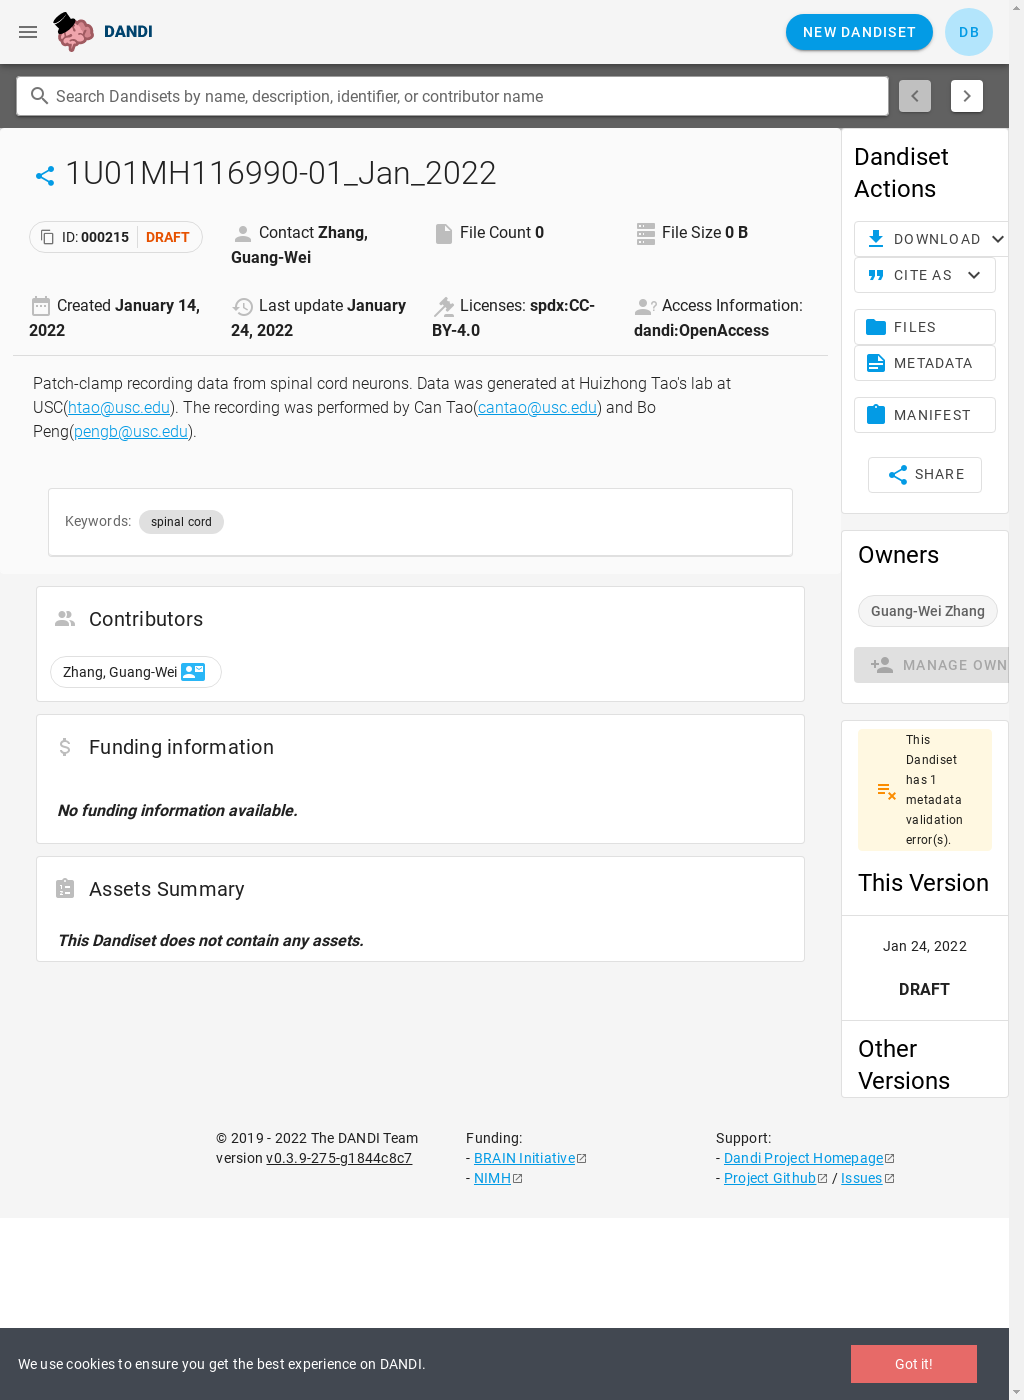 DANDI
NEW DANDISET
DB
Search Dandisets by name, description, identifier, or contributor name
1U01MH116990-01_Jan_2022
ID: 000215 DRAFT
Contact Zhang,
Guang-Wei
File Count 0
File Size 0 B
Created January 14,
2022
Last update January
24, 2022
Licenses: spdx:CC-
BY-4.0
Access Information:
dandi:OpenAccess
Patch-clamp recording data from spinal cord neurons. Data was generated at Huizhong Tao's lab at
USC(htao@usc.edu). The recording was performed by Can Tao(cantao@usc.edu) and Bo
Peng(pengb@usc.edu).
Keywords: spinal cord
Contributors
Zhang, Guang-Wei
Funding information
No funding information available.
Assets Summary
This Dandiset does not contain any assets.
Dandiset
Actions
DOWNLOAD
CITE AS
FILES
METADATA
MANIFEST
SHARE
Owners
Guang-Wei Zhang
MANAGE OWN
This
Dandiset
has 1
metadata
validation
error(s).
This Version
Jan 24, 2022
DRAFT
Other
Versions
© 2019 - 2022 The DANDI Team
version v0.3.9-275-g1844c8c7
Funding:
- BRAIN Initiative
- NIMH
Support:
- Dandi Project Homepage
- Project Github / Issues
We use cookies to ensure you get the best experience on DANDI.
Got it!